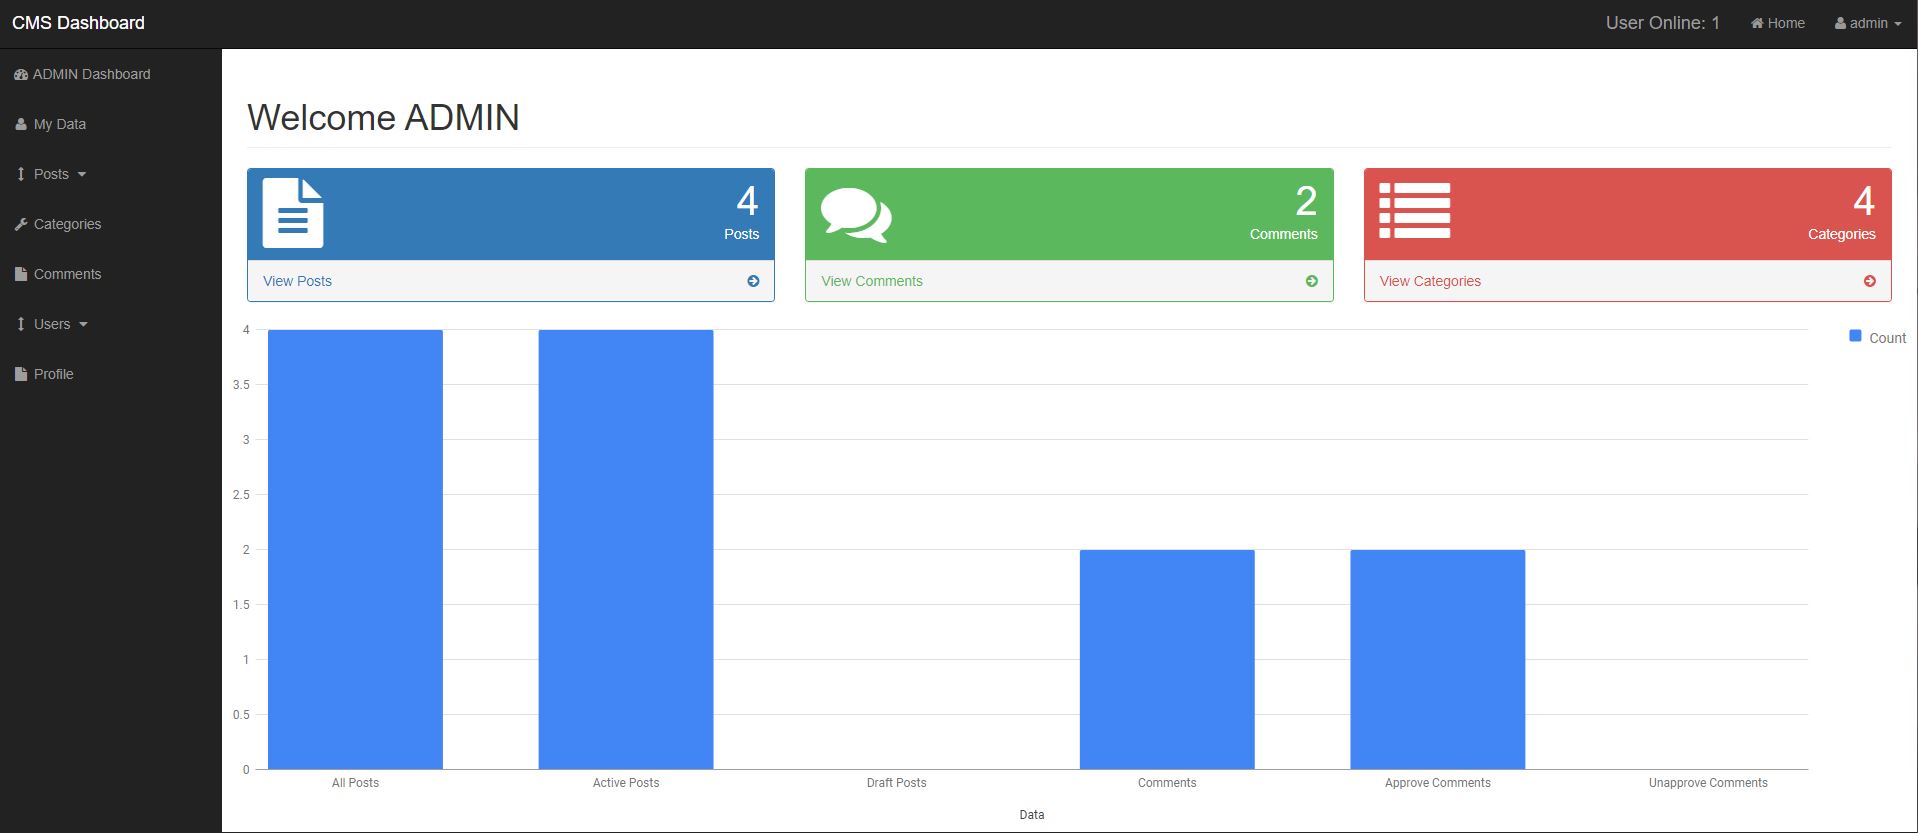 CMS Dashboard
User Online: 1
Home
admin
ADMIN Dashboard
My Data
Posts
Categories
Comments
Users
Profile
Welcome ADMIN
4
Posts
View Posts
2
Comments
View Comments
4
Categories
View Categories
4
3.5
3
2.5
2
1.5
1
0.5
0
Count
All Posts
Active Posts
Draft Posts
Comments
Approve Comments
Unapprove Comments
Data